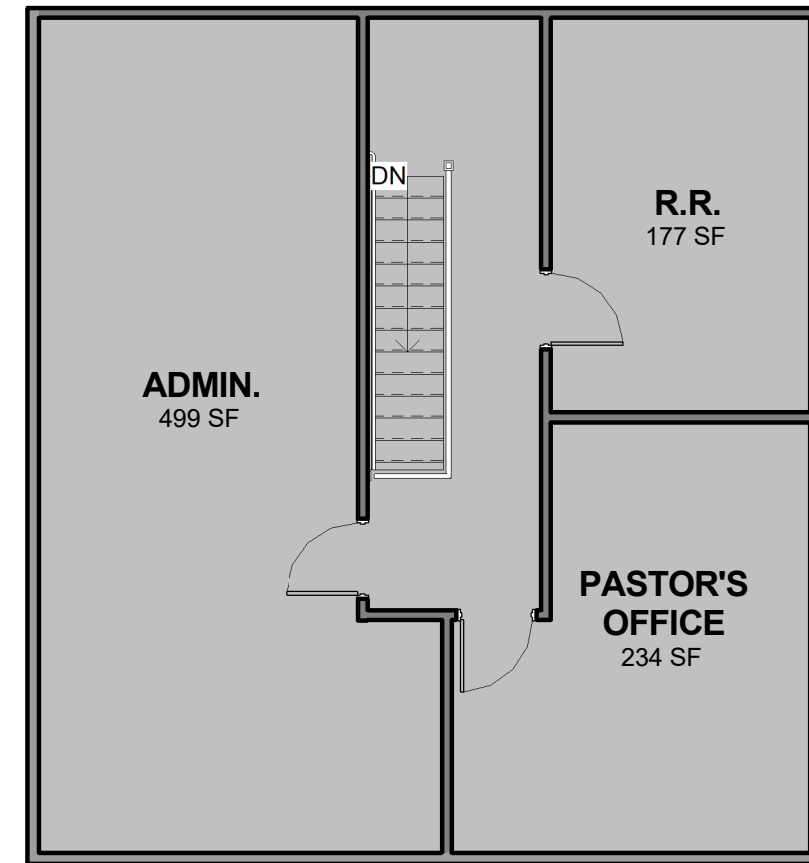 DN
R.R.
177 SF
ADMIN.
499 SF
PASTOR'S
OFFICE
234 SF